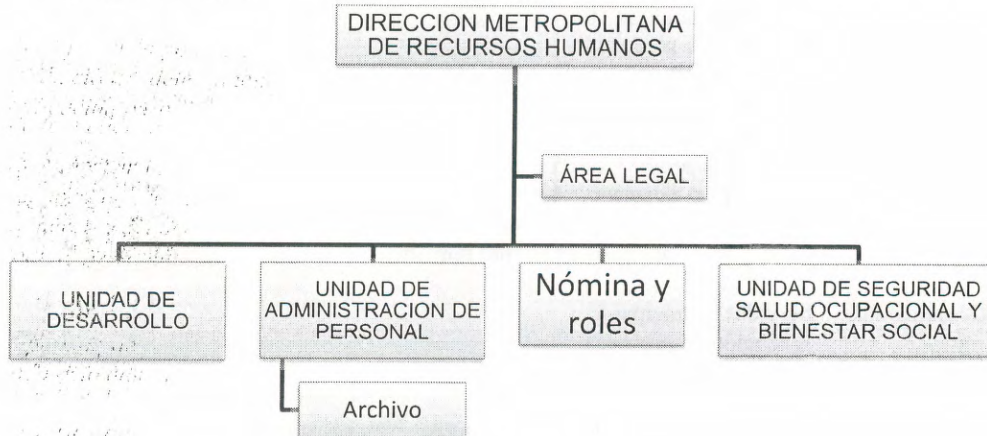 DIRECCION METROPOLITANA
DE RECURSOS HUMANOS
ÁREA LEGAL
UNIDAD DE
DESARROLLO
UNIDAD DE
ADMINISTRACION DE
PERSONAL
Nómina y
roles
UNIDAD DE SEGURIDAD
SALUD OCUPACIONAL Y
BIENESTAR SOCIAL
Archivo